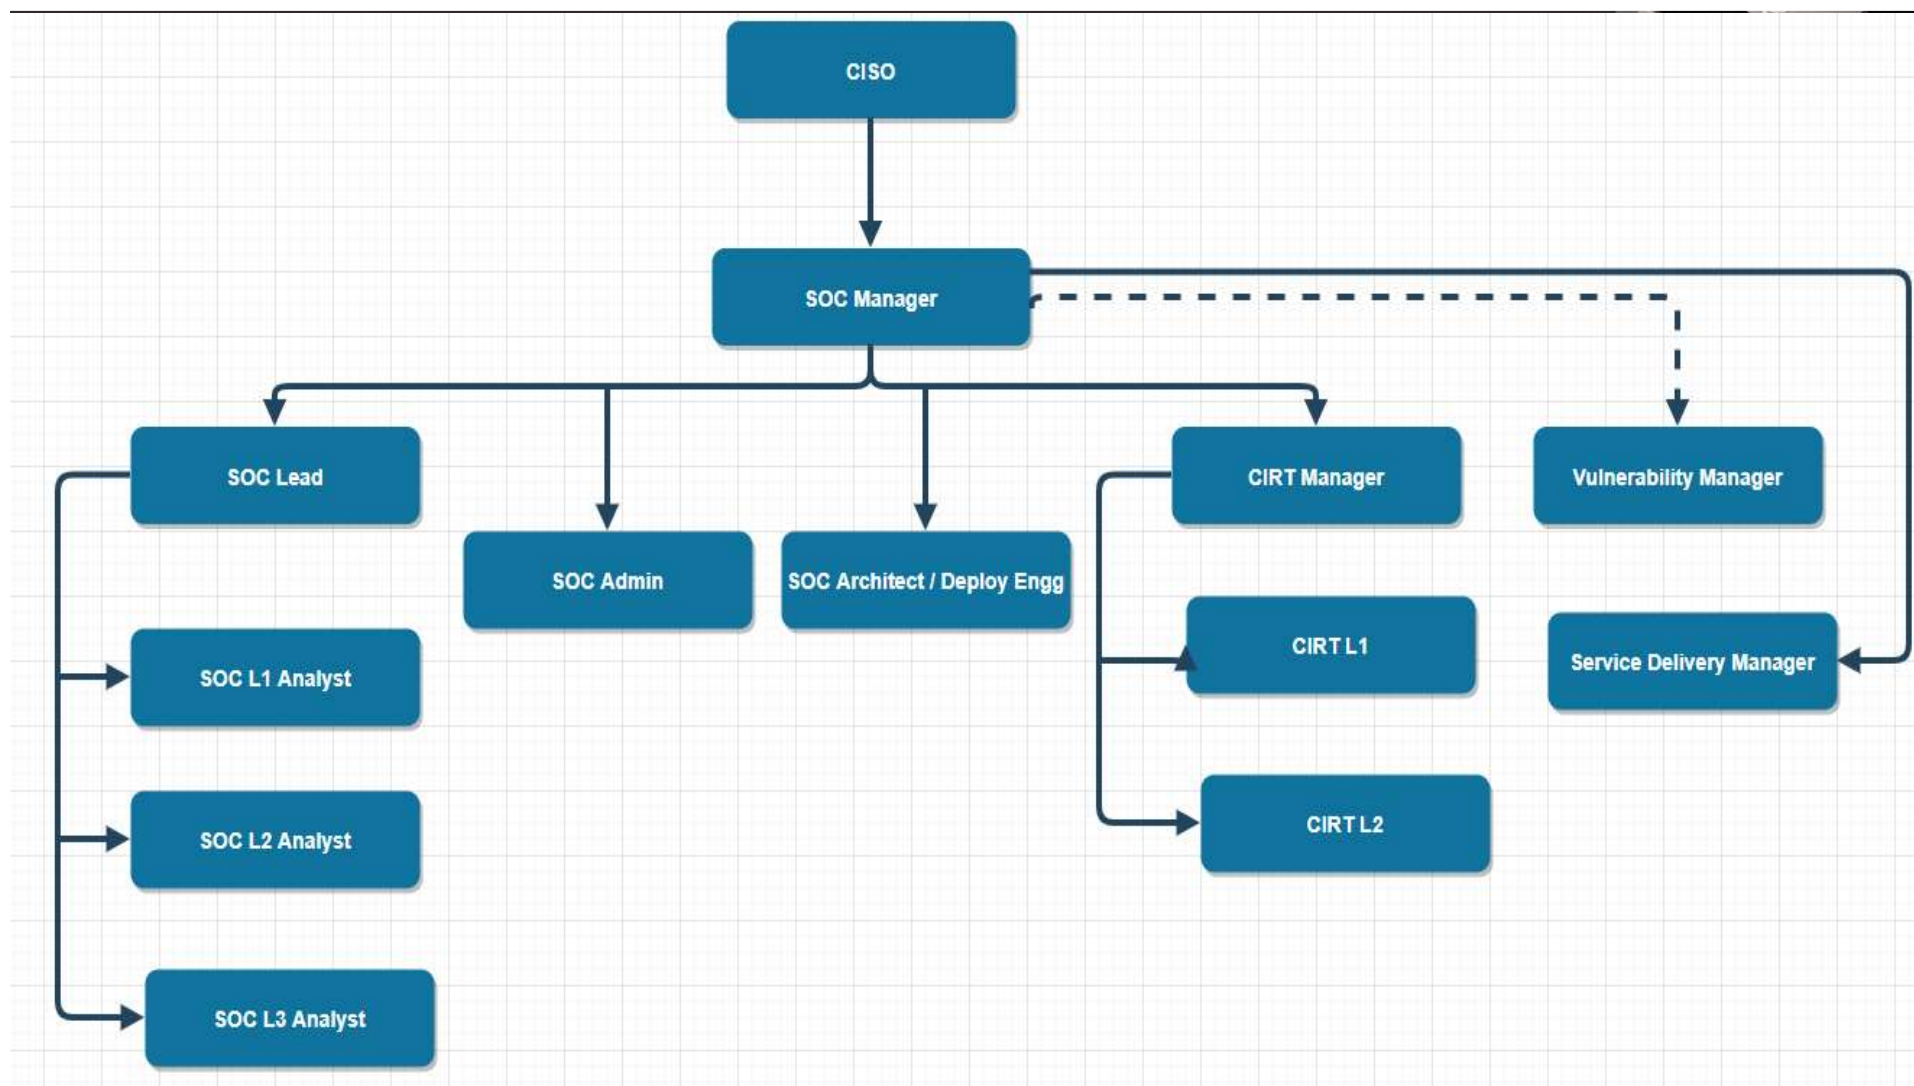 CISO
SOC Manager
SOC Lead
CIRT Manager
Vulnerability Manager
SOC Admin
SOC Architect / Deploy Engg
CIRT L1
Service Delivery Manager
SOC L1 Analyst
CIRT L2
SOC L2 Analyst
SOC L3 Analyst